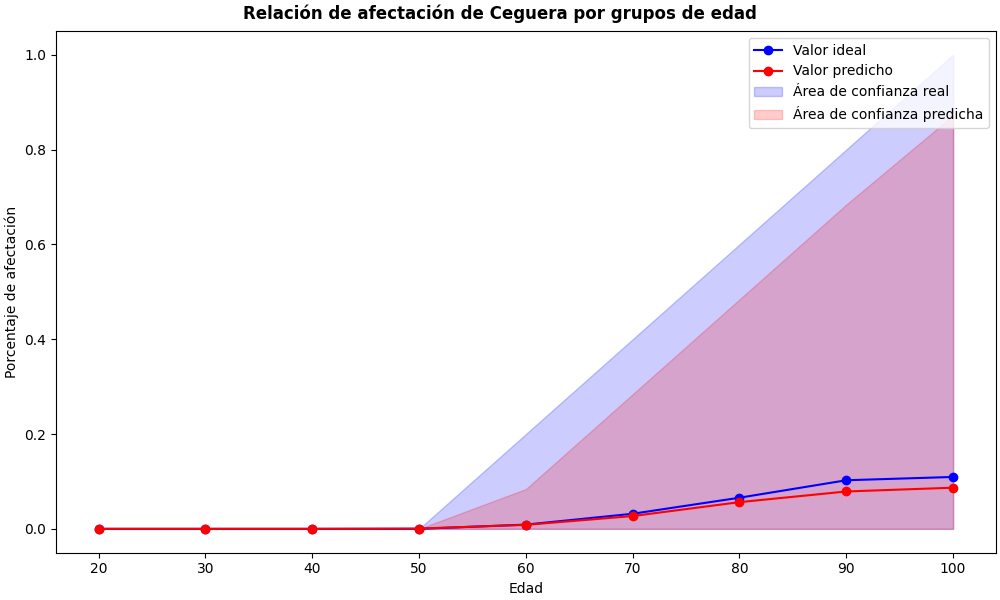 Relación de afectación de Ceguera por grupos de edad
Valor ideal
Valor predicho
Área de confianza real
Área de confianza predicha
Porcentaje de afectación
1.0
0.8
0.6
0.4
0.2
0.0
20 30 40 50 60 70 80 90 100
Edad